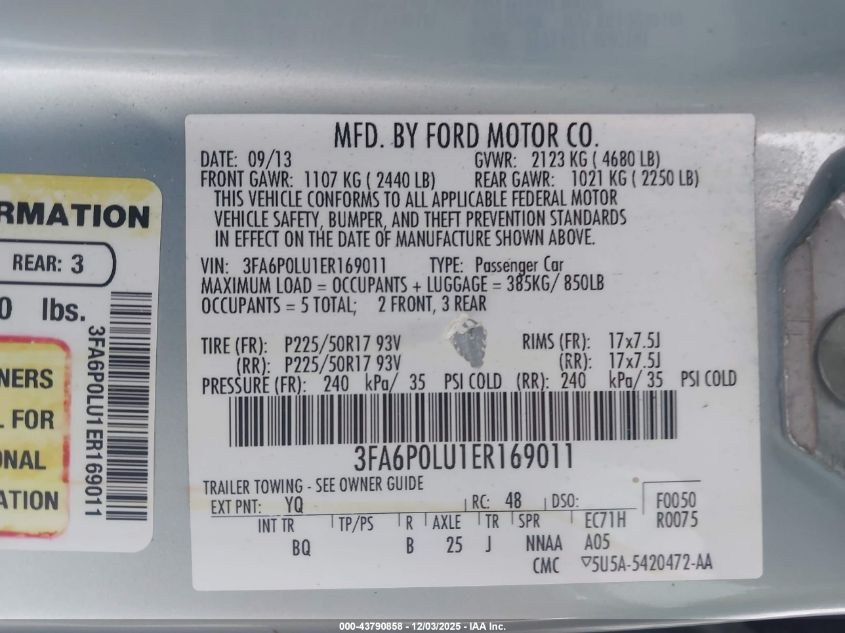 MFD. BY FORD MOTOR CO.
DATE: 09/13 GVWR: 2123 KG ( 4680 LB)
FRONT GAWR: 1107 KG ( 2440 LB) REAR GAWR: 1021 KG ( 2250 LB)
THIS VEHICLE CONFORMS TO ALL APPLICABLE FEDERAL MOTOR
VEHICLE SAFETY, BUMPER, AND THEFT PREVENTION STANDARDS
IN EFFECT ON THE DATE OF MANUFACTURE SHOWN ABOVE.
VIN: 3FA6P0LU1ER169011 TYPE: Passenger Car
MAXIMUM LOAD = OCCUPANTS + LUGGAGE = 385KG/ 850LB
OCCUPANTS = 5 TOTAL; 2 FRONT, 3 REAR
TIRE (FR): P225/50R17 93V RIMS (FR): 17x7.5J
(RR): P225/50R17 93V (RR): 17x7.5J
PRESSURE (FR): 240 kPa/ 35 PSI COLD (RR): 240 kPa/ 35 PSI COLD
3FA6P0LU1ER169011
TRAILER TOWING - SEE OWNER GUIDE
EXT PNT: YQ RC: 48 DSO: F0050
INT TR TP/PS R AXLE TR SPR EC71H R0075
BQ B 25 J NNAA A05
CMC ▽5U5A-5420472-AA
RMATION
REAR: 3
0 lbs.
NERS
L FOR
ONAL
ATION
3FA6P0LU1ER169011
000-43790858 - 12/03/2025 - IAA Inc.